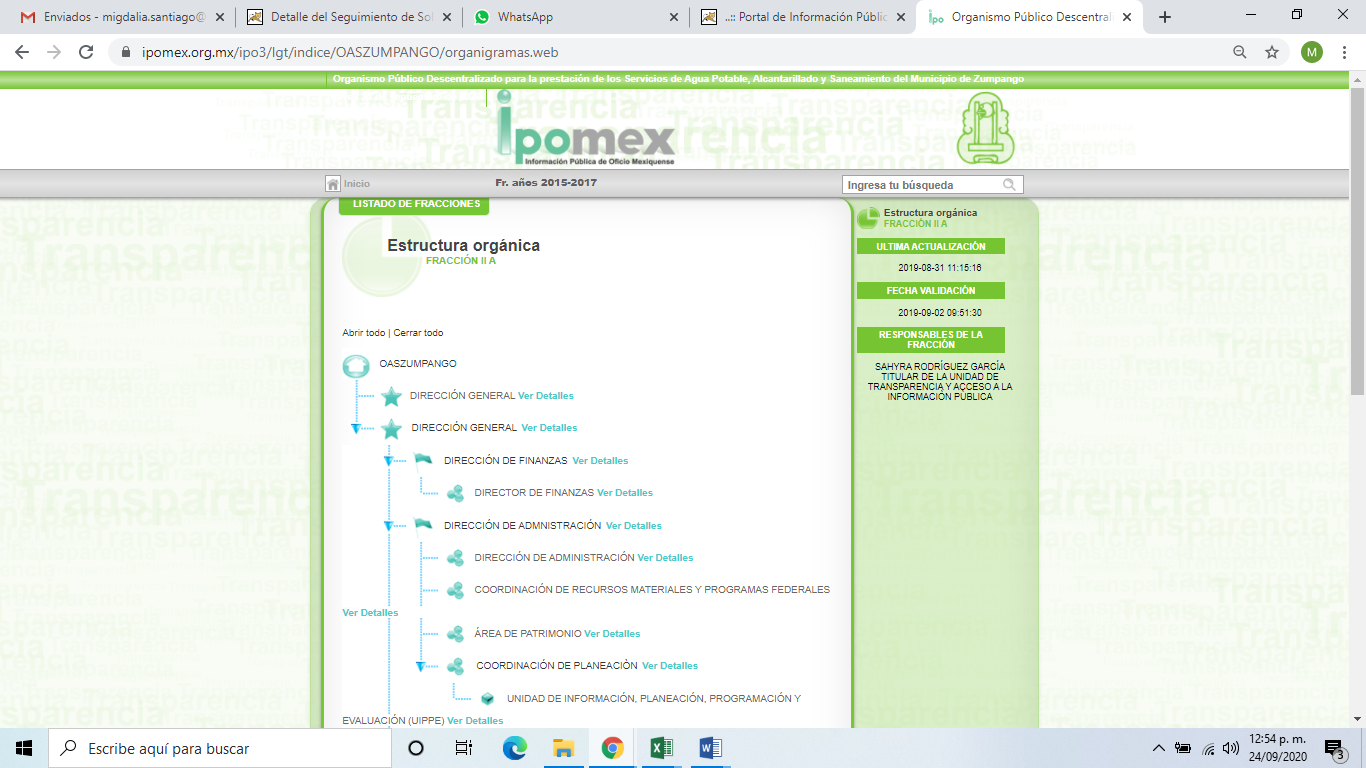 Enviados - migdalia.santiago@
Detalle del Seguimiento de Sol
WhatsApp
..:: Portal de Información Públic
Organismo Público Descentrali
ipomex.org.mx/ipo3/lgt/indice/OASZUMPANGO/organigramas.web
M
Organismo Público Descentralizado para la prestación de los Servicios de Agua Potable, Alcantarillado y Saneamiento del Municipio de Zumpango
ipomex
Información Pública de Oficio Mexiquense
Inicio
Fr. años 2015-2017
Ingresa tu búsqueda
LISTADO DE FRACCIONES
Estructura orgánica
FRACCIÓN II A
Abrir todo | Cerrar todo
OASZUMPANGO
DIRECCIÓN GENERAL Ver Detalles
DIRECCIÓN GENERAL Ver Detalles
DIRECCIÓN DE FINANZAS Ver Detalles
DIRECTOR DE FINANZAS Ver Detalles
DIRECCIÓN DE ADMNISTRACIÓN Ver Detalles
DIRECCIÓN DE ADMINISTRACIÓN Ver Detalles
COORDINACIÓN DE RECURSOS MATERIALES Y PROGRAMAS FEDERALES
Ver Detalles
ÁREA DE PATRIMONIO Ver Detalles
COORDINACIÓN DE PLANEACIÓN Ver Detalles
UNIDAD DE INFORMACIÓN, PLANEACIÓN, PROGRAMACIÓN Y
EVALUACIÓN (UIPPE) Ver Detalles
Estructura orgánica
FRACCIÓN II A
ULTIMA ACTUALIZACIÓN
2019-08-31 11:15:16
FECHA VALIDACIÓN
2019-09-02 09:51:30
RESPONSABLES DE LA
FRACCIÓN
SAHYRA RODRÍGUEZ GARCÍA
TITULAR DE LA UNIDAD DE
TRANSPARENCIA Y ACCESO A LA
INFORMACIÓN PÚBLICA
Escribe aquí para buscar
12:54 p. m.
24/09/2020
3